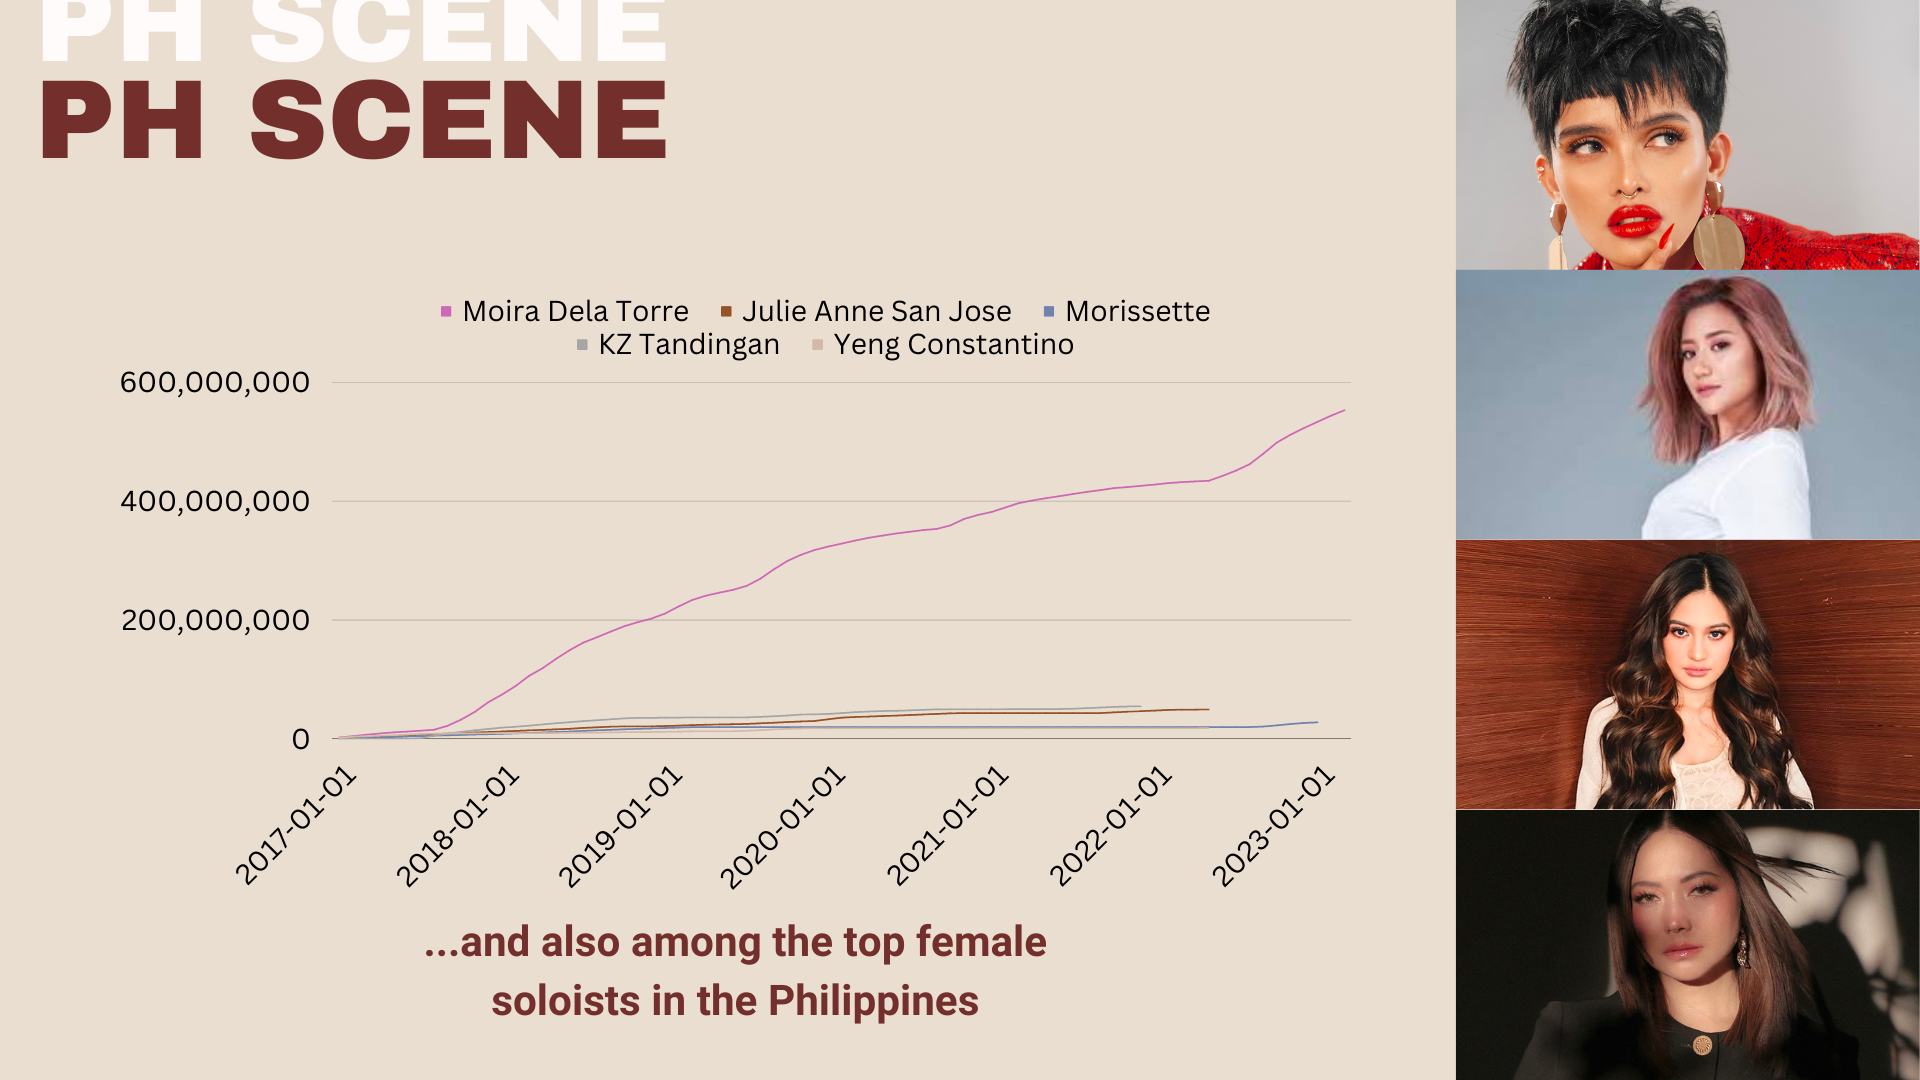 PH SCENE
PH SCENE
Moira Dela Torre Julie Anne San Jose Morissette
KZ Tandingan Yeng Constantino
600,000,000
400,000,000
200,000,000
0
2017-01-01 2018-01-01 2019-01-01 2020-01-01 2021-01-01 2022-01-01 2023-01-01
...and also among the top female
soloists in the Philippines